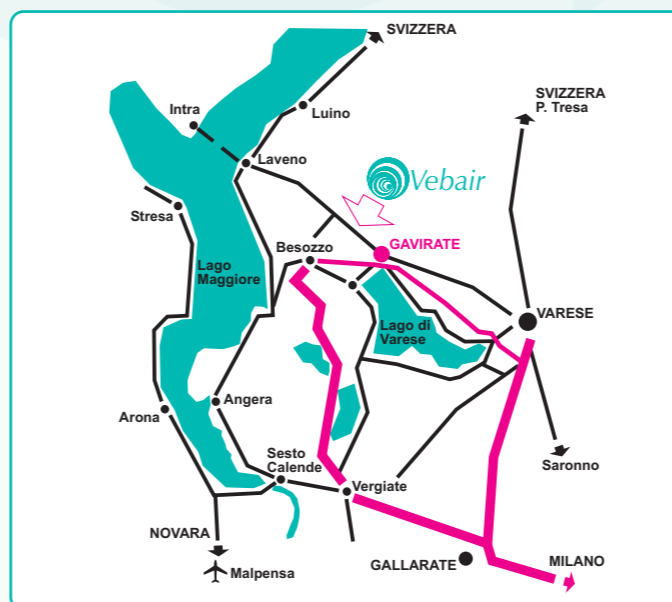 SVIZZERA
SVIZZERA
P. Tresa
Intra
Luino
Laveno
Vebair
Stresa
Besozzo
GAVIRATE
Lago
Maggiore
VARESE
Lago di
Varese
Angera
Arona
Sesto
Calende
Saronno
Vergiate
NOVARA
GALLARATE
MILANO
Malpensa